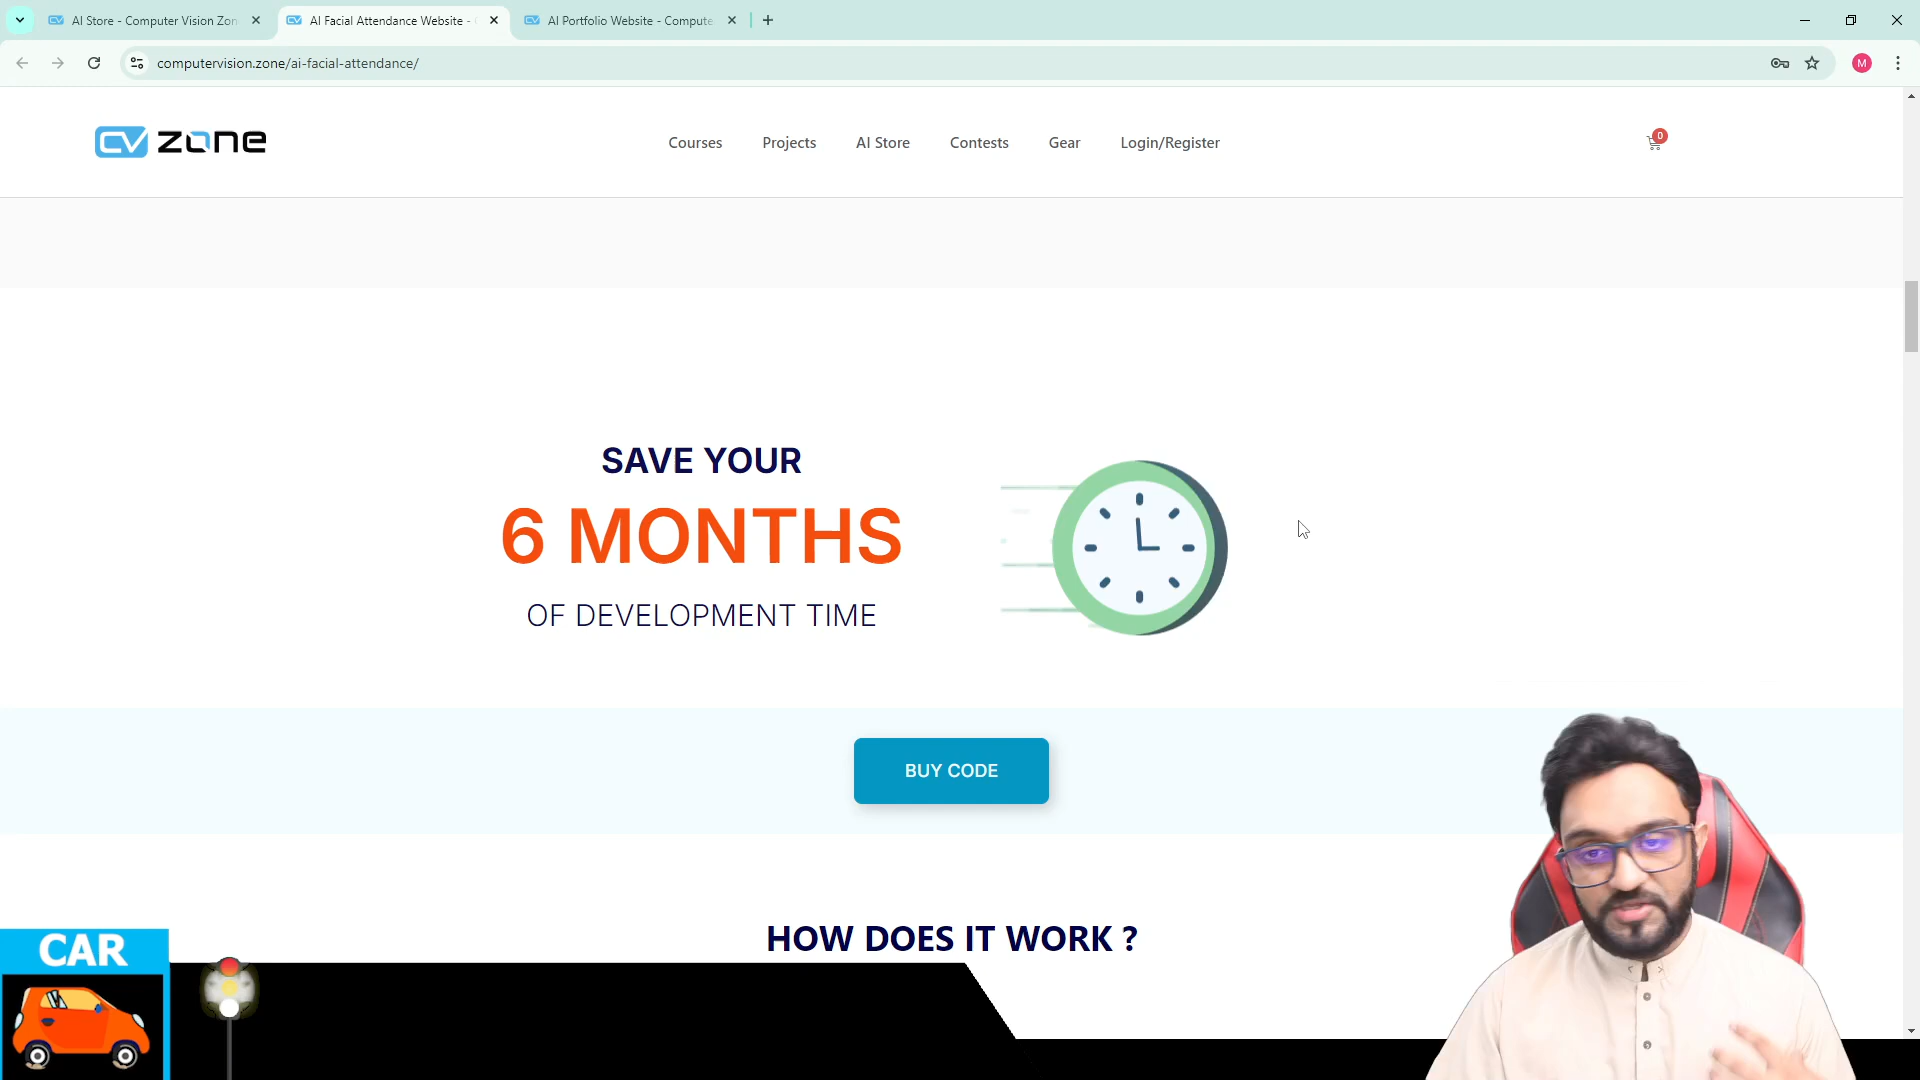 AI Store - Computer Vision Zon
AI Facial Attendance Website -
AI Portfolio Website - Compute
computervision.zone/ai-facial-attendance/
M
CV zone
Courses
Projects
AI Store
Contests
Gear
Login/Register
0
SAVE YOUR
6 MONTHS
OF DEVELOPMENT TIME
BUY CODE
HOW DOES IT WORK ?
CAR